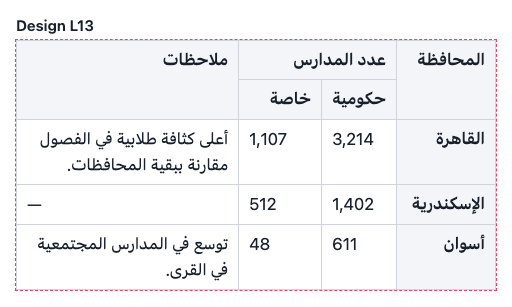 Design L13
المحافظة عدد المدارس ملاحظات
حكومية خاصة
القاهرة 3,214 1,107 أعلى كثافة طلابية في الفصول
مقارنة ببقية المحافظات.
الإسكندرية 1,402 512 —
أسوان 611 48 توسع في المدارس المجتمعية
في القرى.